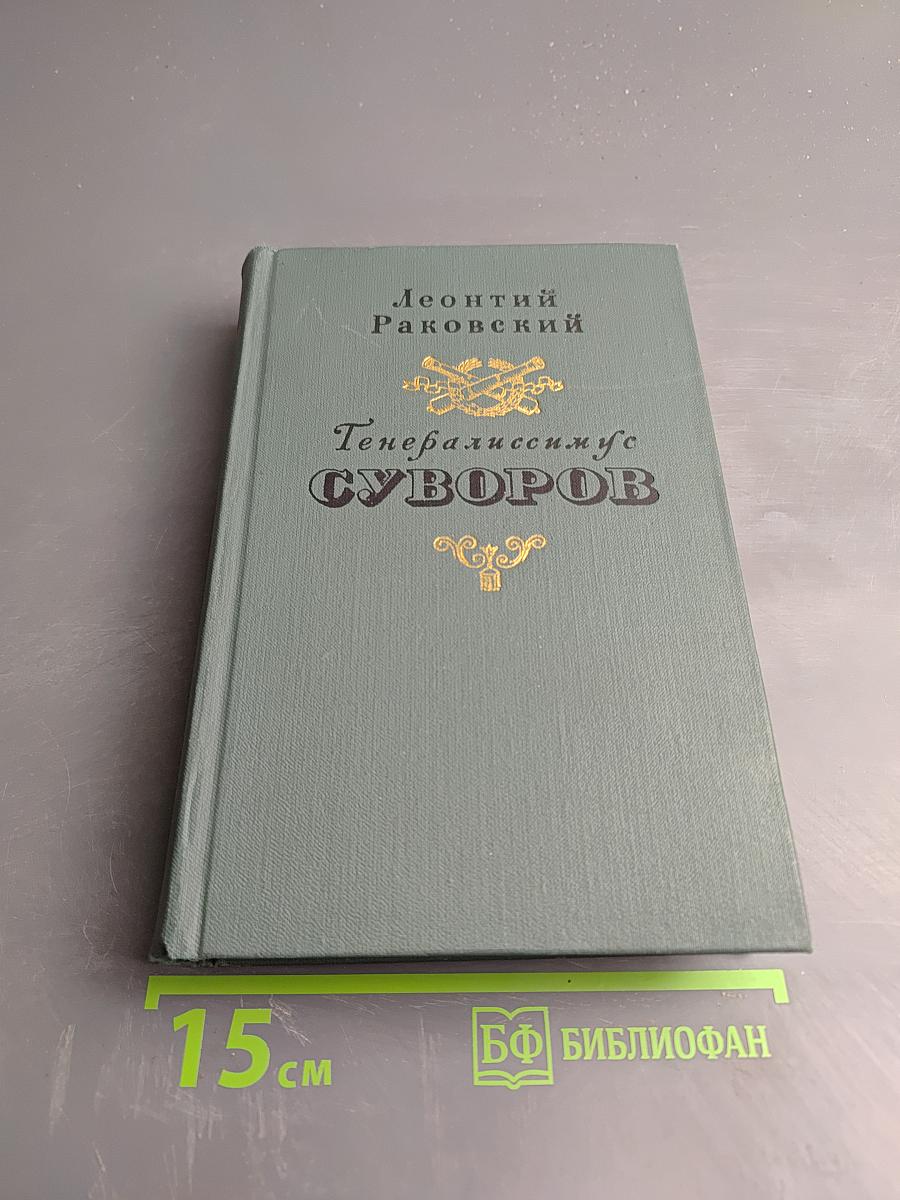 Леонтий
Раковский
Генералиссимус
СУВОРОВ
15 см
БФ БИБЛИОФАН